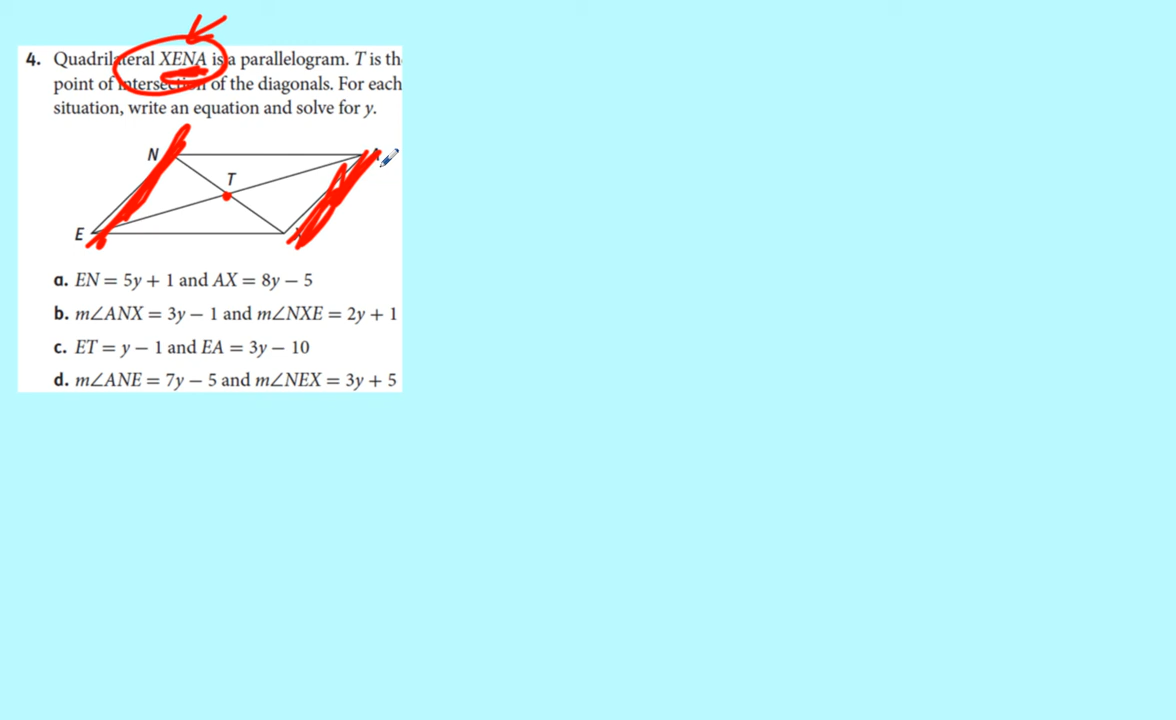 4. Quadrilateral XENA is a parallelogram. T is th
point of intersection of the diagonals. For each
situation, write an equation and solve for y.
N
T
E
a. EN = 5y + 1 and AX = 8y − 5
b. m∠ANX = 3y − 1 and m∠NXE = 2y + 1
c. ET = y − 1 and EA = 3y − 10
d. m∠ANE = 7y − 5 and m∠NEX = 3y + 5